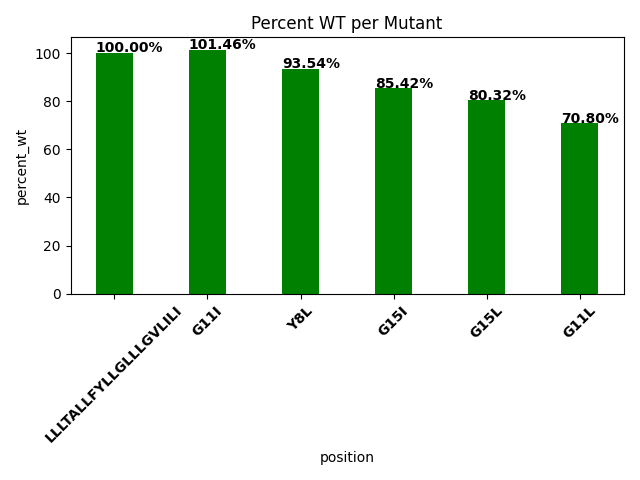 Percent WT per Mutant
percent_wt
100
80
60
40
20
0
100.00%
101.46%
93.54%
85.42%
80.32%
70.80%
LLLTALLFYLLGLLLGVLILI
G11I
Y8L
G15I
G15L
G11L
position